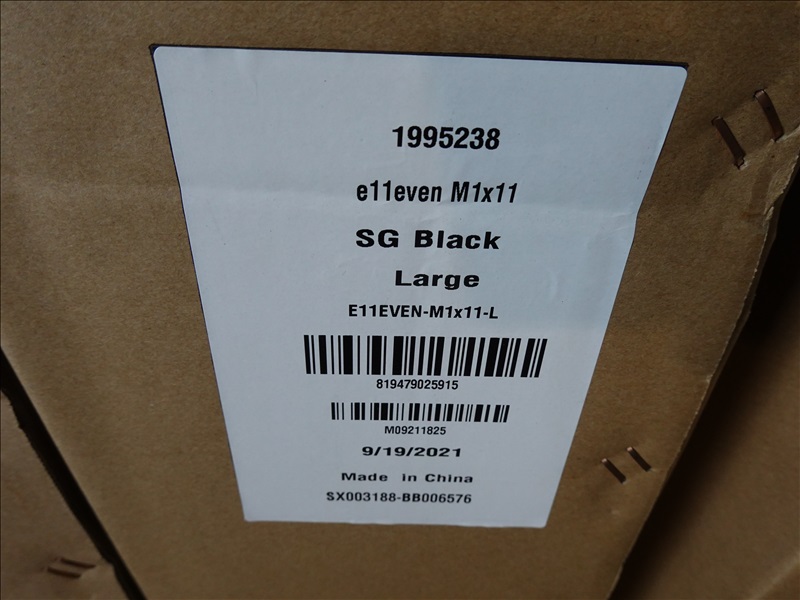 1995238
e11even M1x11
SG Black
Large
E11EVEN-M1x11-L
819479025915
M09211825
9/19/2021
Made in China
SX003188-BB006576